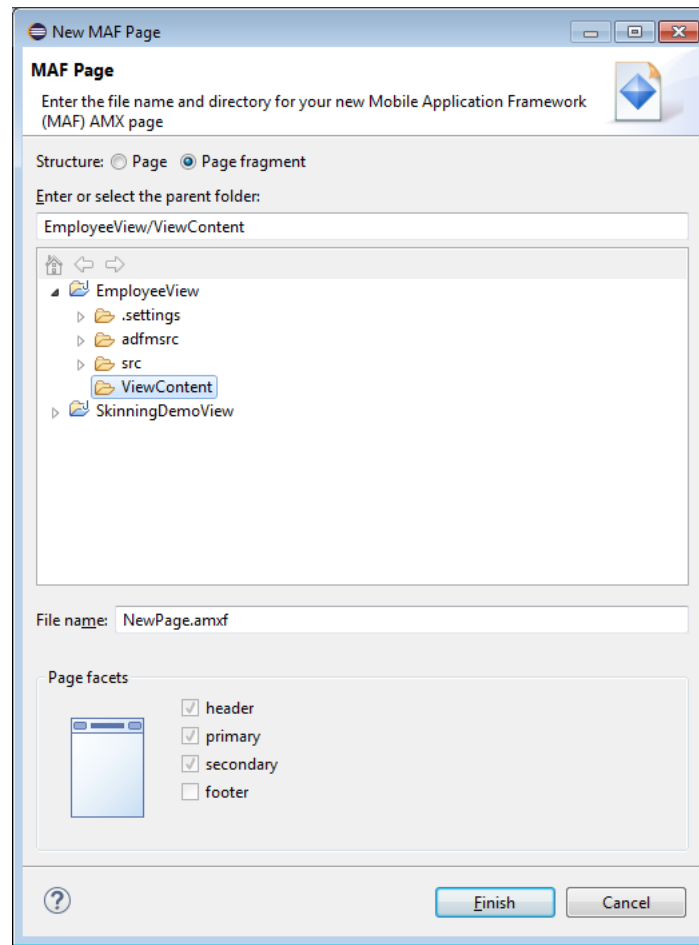 New MAF Page
MAF Page
Enter the file name and directory for your new Mobile Application Framework
(MAF) AMX page
Structure: Page Page fragment
Enter or select the parent folder:
EmployeeView/ViewContent
EmployeeView
.settings
adfmsrc
src
ViewContent
SkinningDemoView
File name: NewPage.amxf
Page facets
header
primary
secondary
footer
? Finish Cancel